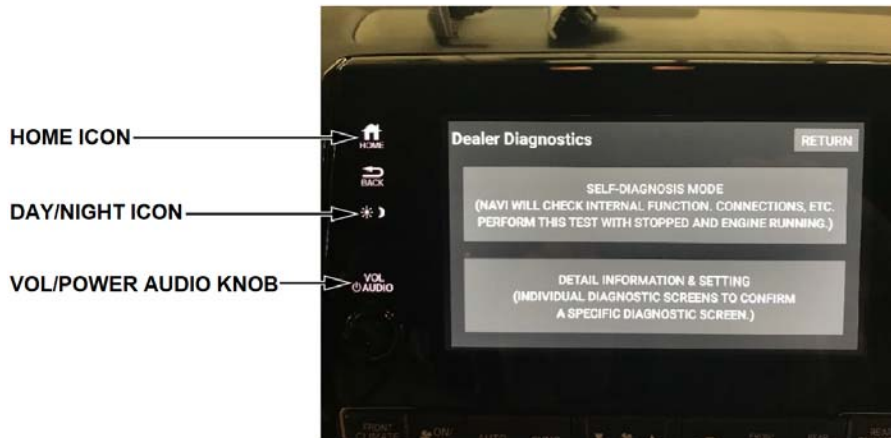 HOME ICON
HOME
Dealer Diagnostics
RETURN
BACK
SELF-DIAGNOSIS MODE
(NAVI WILL CHECK INTERNAL FUNCTION. CONNECTIONS, ETC.
PERFORM THIS TEST WITH STOPPED AND ENGINE RUNNING.)
DAY/NIGHT ICON
VOL/POWER AUDIO KNOB
VOL
AUDIO
DETAIL INFORMATION & SETTING
(INDIVIDUAL DIAGNOSTIC SCREENS TO CONFIRM
A SPECIFIC DIAGNOSTIC SCREEN.)
FRONT
CLIMATE
ON/